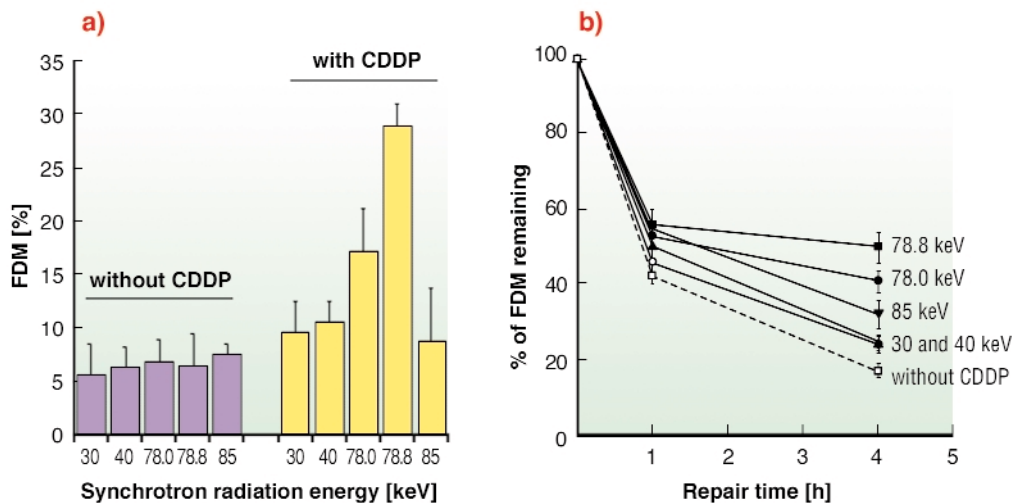 a)
35
30
25
20
15
10
5
0
FDM [%]
without CDDP
with CDDP
30 40 78.0 78.8 85 30 40 78.0 78.8 85
Synchrotron radiation energy [keV]
b)
100
80
60
40
20
0
% of FDM remaining
78.8 keV
78.0 keV
85 keV
30 and 40 keV
without CDDP
1 2 3 4 5
Repair time [h]